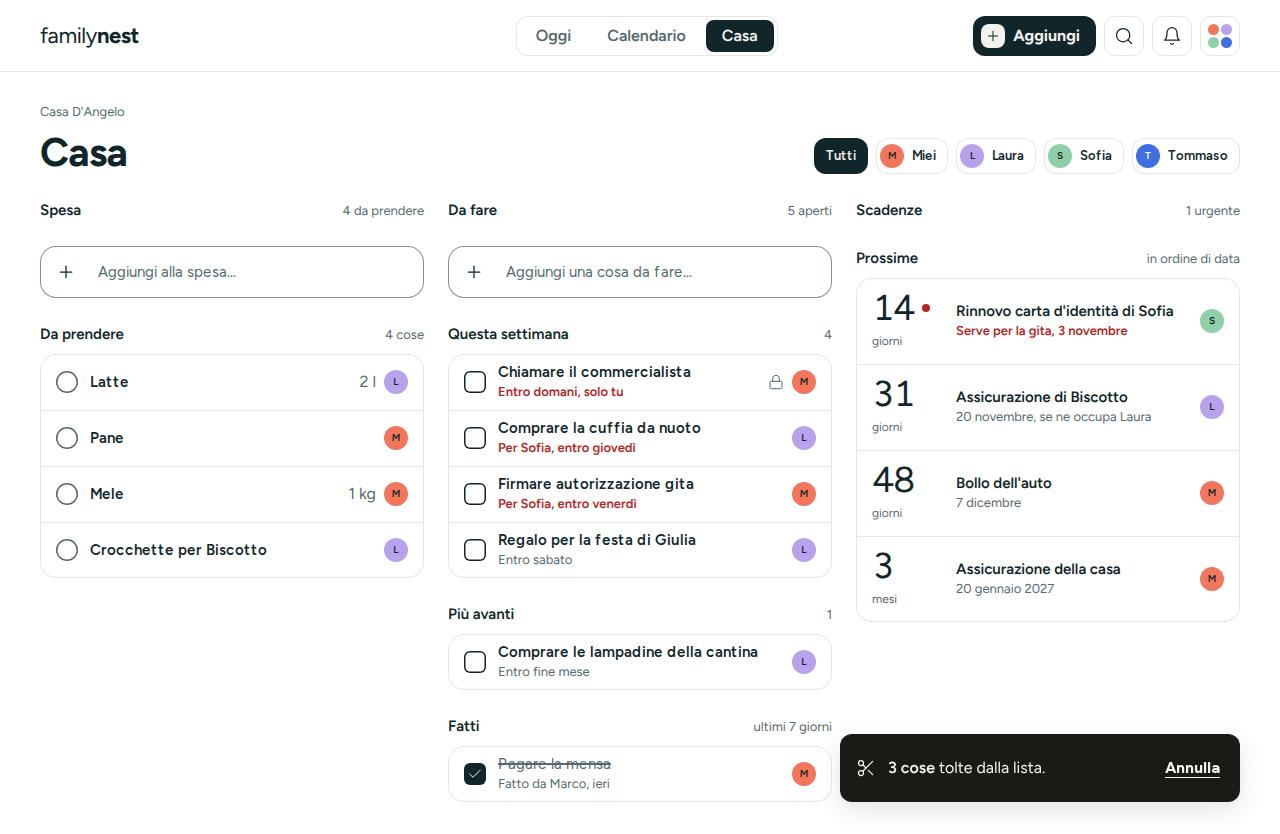 familynest
Oggi
Calendario
Casa
Aggiungi
Casa D'Angelo
Casa
Tutti
M Miei
L Laura
S Sofia
T Tommaso
Spesa
4 da prendere
Aggiungi alla spesa...
Da prendere
4 cose
Latte
2 l
L
Pane
M
Mele
1 kg
M
Crocchette per Biscotto
L
Da fare
5 aperti
Aggiungi una cosa da fare...
Questa settimana
4
Chiamare il commercialista
Entro domani, solo tu
M
Comprare la cuffia da nuoto
Per Sofia, entro giovedì
L
Firmare autorizzazione gita
Per Sofia, entro venerdì
M
Regalo per la festa di Giulia
Entro sabato
L
Più avanti
1
Comprare le lampadine della cantina
Entro fine mese
L
Fatti
ultimi 7 giorni
Pagare la mensa
Fatto da Marco, ieri
M
Scadenze
1 urgente
Prossime
in ordine di data
14
giorni
Rinnovo carta d'identità di Sofia
Serve per la gita, 3 novembre
S
31
giorni
Assicurazione di Biscotto
20 novembre, se ne occupa Laura
L
48
giorni
Bollo dell'auto
7 dicembre
M
3
mesi
Assicurazione della casa
20 gennaio 2027
M
3 cose tolte dalla lista.
Annulla